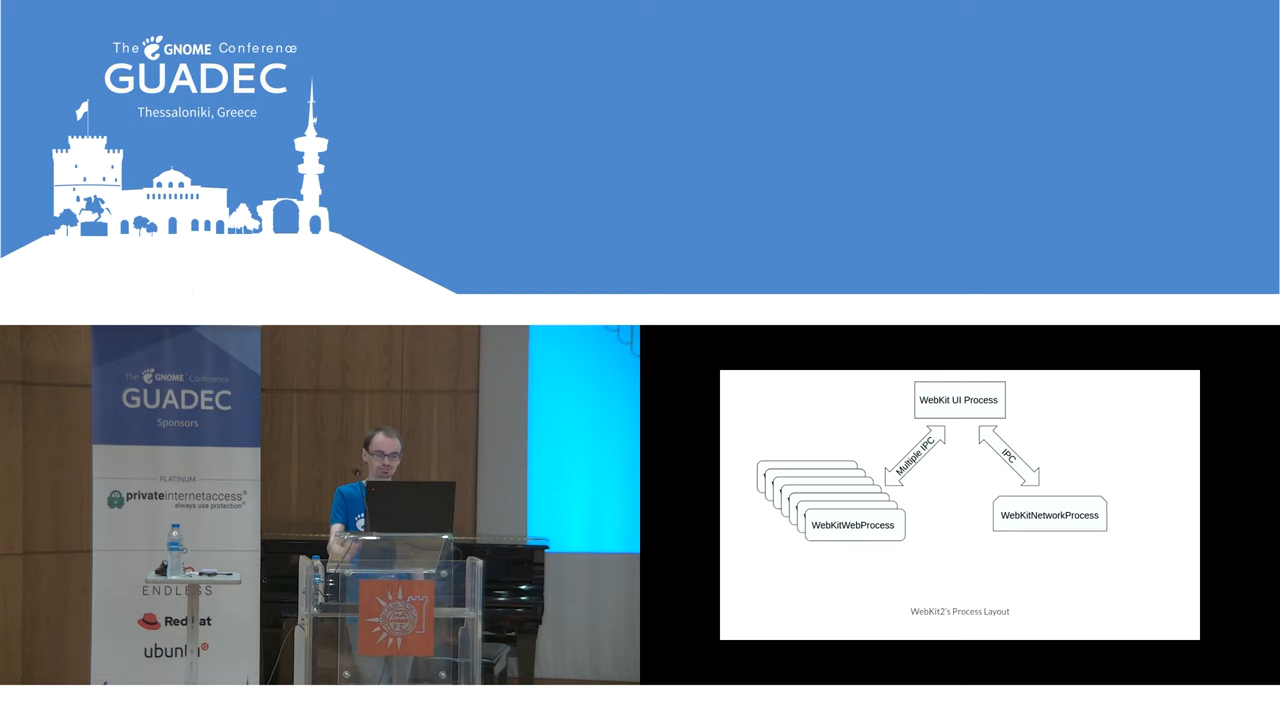 The GNOME Conference
GUADEC
Thessaloniki, Greece
The GNOME Conference
GUADEC
Sponsors
PLATINUM
privateinternetaccess
always use protection
ENDLESS
Red Hat
ubuntu
WebKit UI Process
Multiple IPC
IPC
WebKitWebProcess
WebKitNetworkProcess
WebKit2's Process Layout